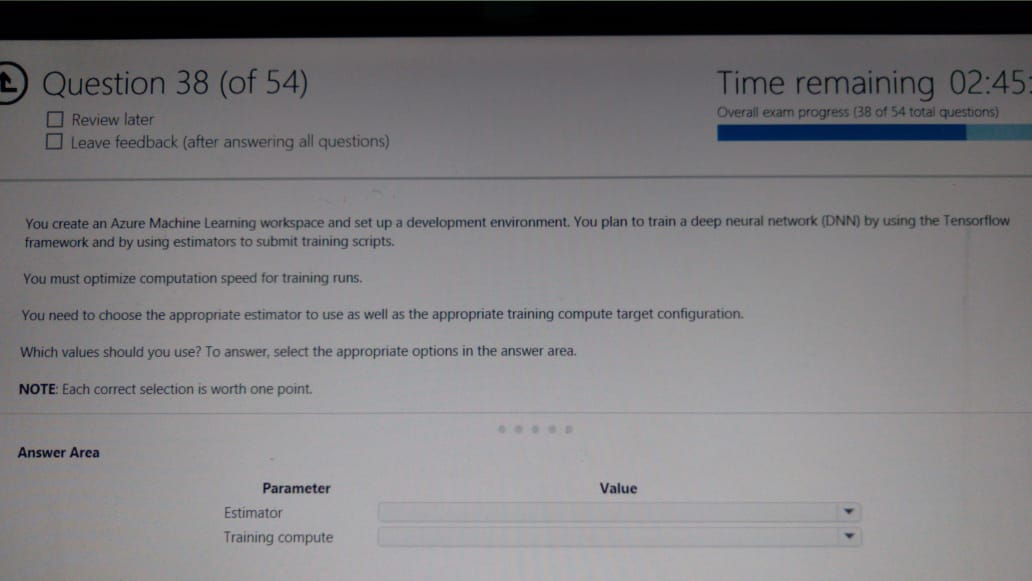 Question 38 (of 54)
Time remaining 02:45:
Review later
Overall exam progress (38 of 54 total questions)
Leave feedback (after answering all questions)
You create an Azure Machine Learning workspace and set up a development environment. You plan to train a deep neural network (DNN) by using the Tensorflow
framework and by using estimators to submit training scripts.
You must optimize computation speed for training runs.
You need to choose the appropriate estimator to use as well as the appropriate training compute target configuration.
Which values should you use? To answer, select the appropriate options in the answer area.
NOTE: Each correct selection is worth one point.
Answer Area
Parameter Value
Estimator
Training compute